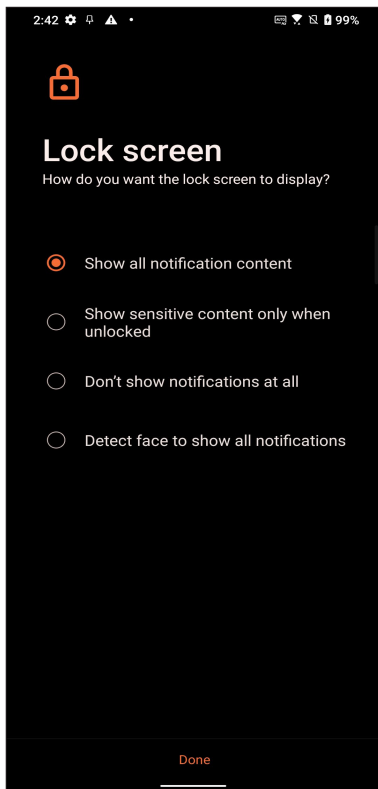 2:42 99%
Lock screen
How do you want the lock screen to display?
Show all notification content
Show sensitive content only when
unlocked
Don't show notifications at all
Detect face to show all notifications
Done